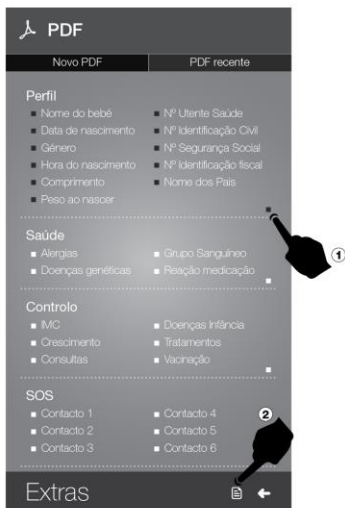 PDF
Novo PDF PDF recente
Perfil
Nome do bebé Nº Utente Saúde
Data de nascimento Nº Identificação Civil
Género Nº Segurança Social
Hora do nascimento Nº Identificação fiscal
Comprimento Nome dos Pais
Peso ao nascer
1
Saúde
Alergias Grupo Sanguíneo
Doenças genéticas Reação medicação
Controlo
IMC Doenças Infância
Crescimento Tratamentos
Consultas Vacinação
SOS
Contacto 1 Contacto 4 2
Contacto 2 Contacto 5
Contacto 3 Contacto 6
Extras